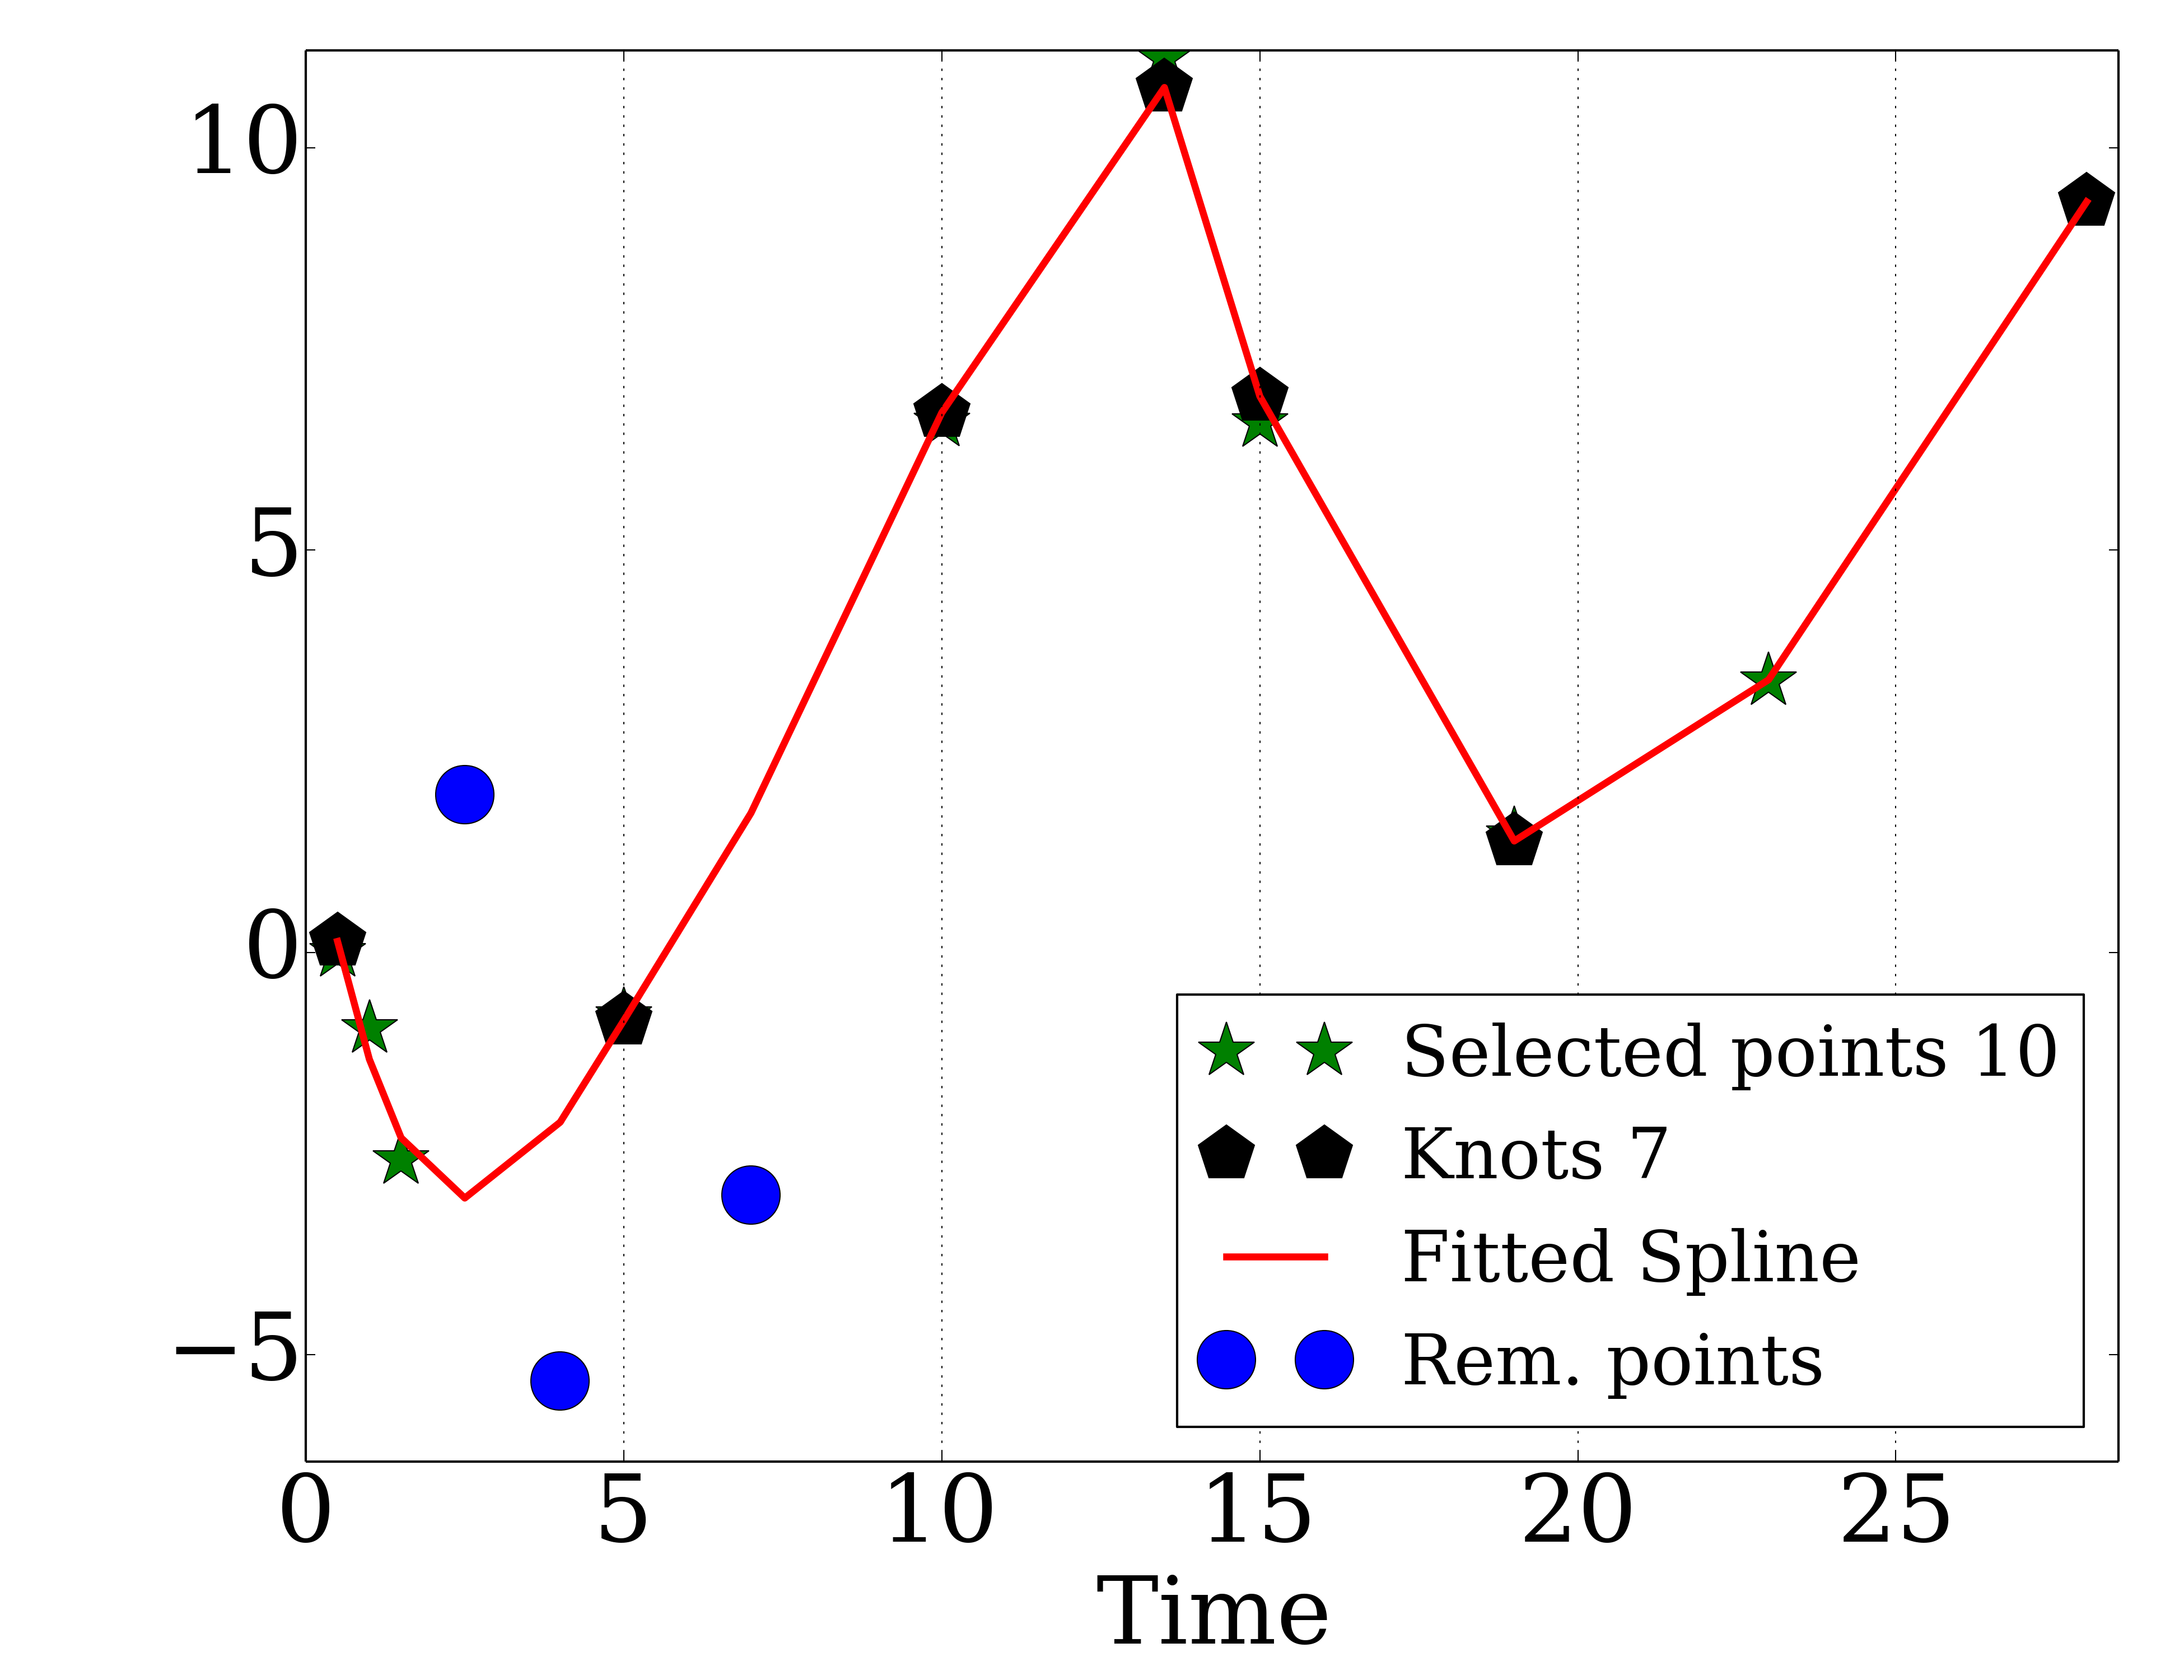 10
5
0
−5
Selected points 10
Knots 7
Fitted Spline
Rem. points
0 5 10 15 20 25
Time